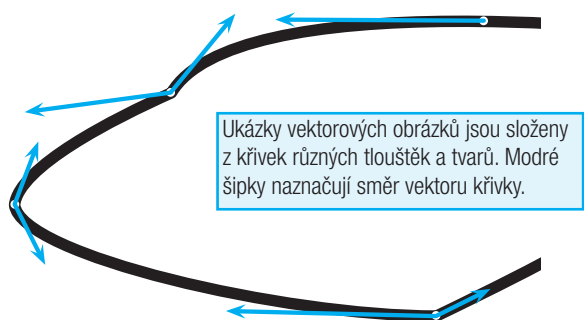 Ukázky vektorových obrázků jsou složeny
z křivek různých tlouštěk a tvarů. Modré
šipky naznačují směr vektoru křivky.